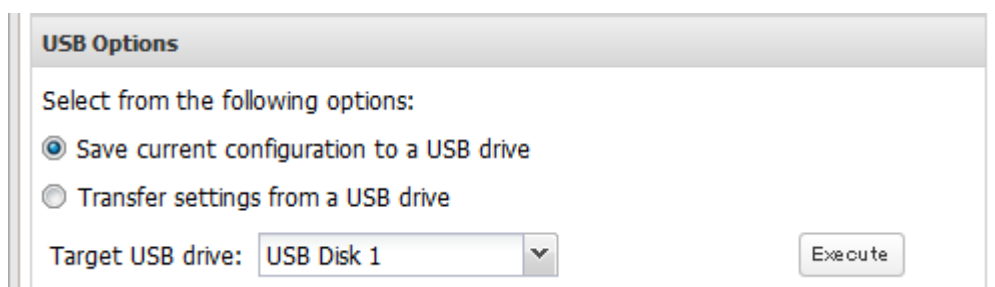 USB Options
Select from the following options:
Save current configuration to a USB drive
Transfer settings from a USB drive
Target USB drive: USB Disk 1 Execute